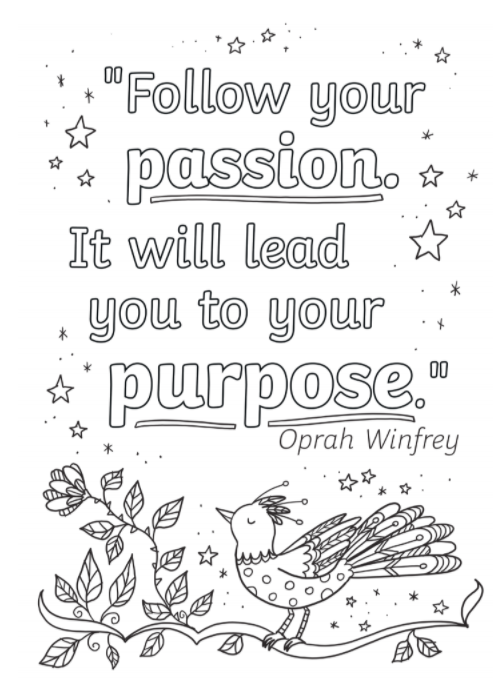 "Follow your
passion.
It will lead
you to your
purpose."
Oprah Winfrey